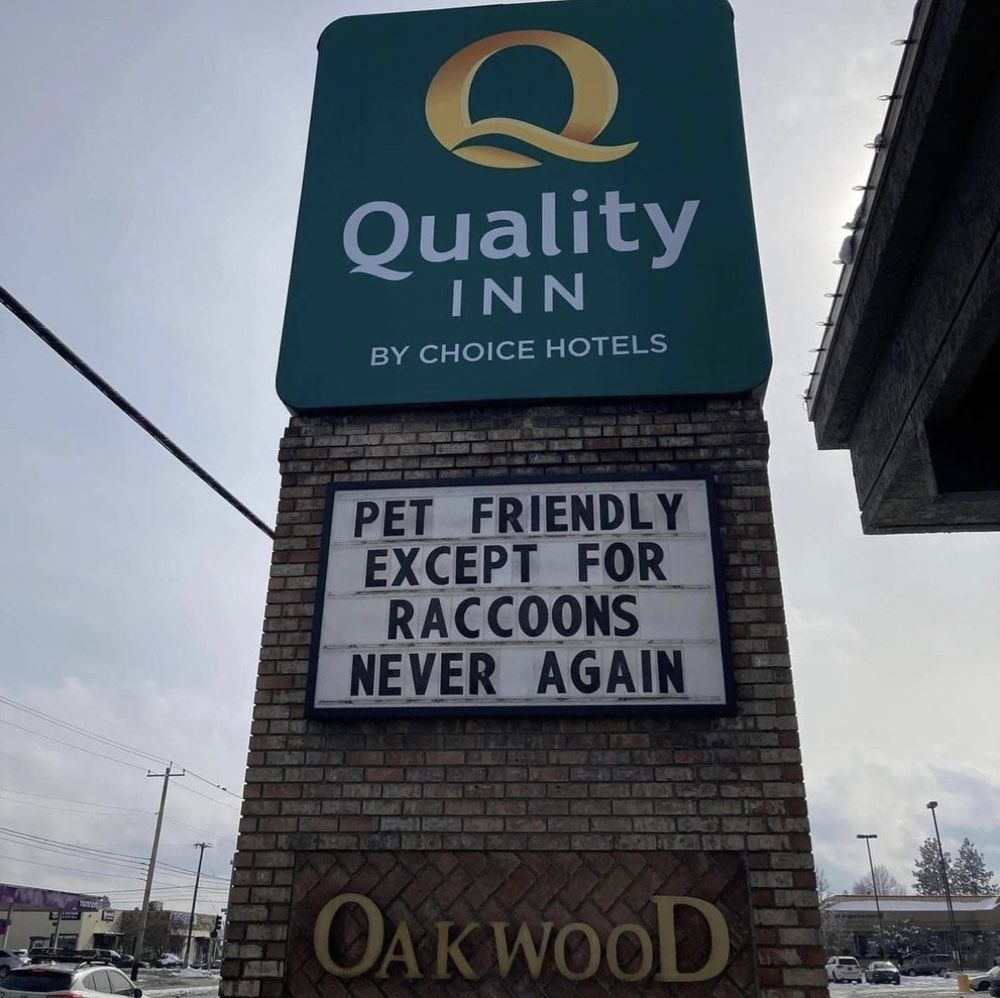 Quality
INN
BY CHOICE HOTELS
PET FRIENDLY
EXCEPT FOR
RACCOONS
NEVER AGAIN
OAKWOOD